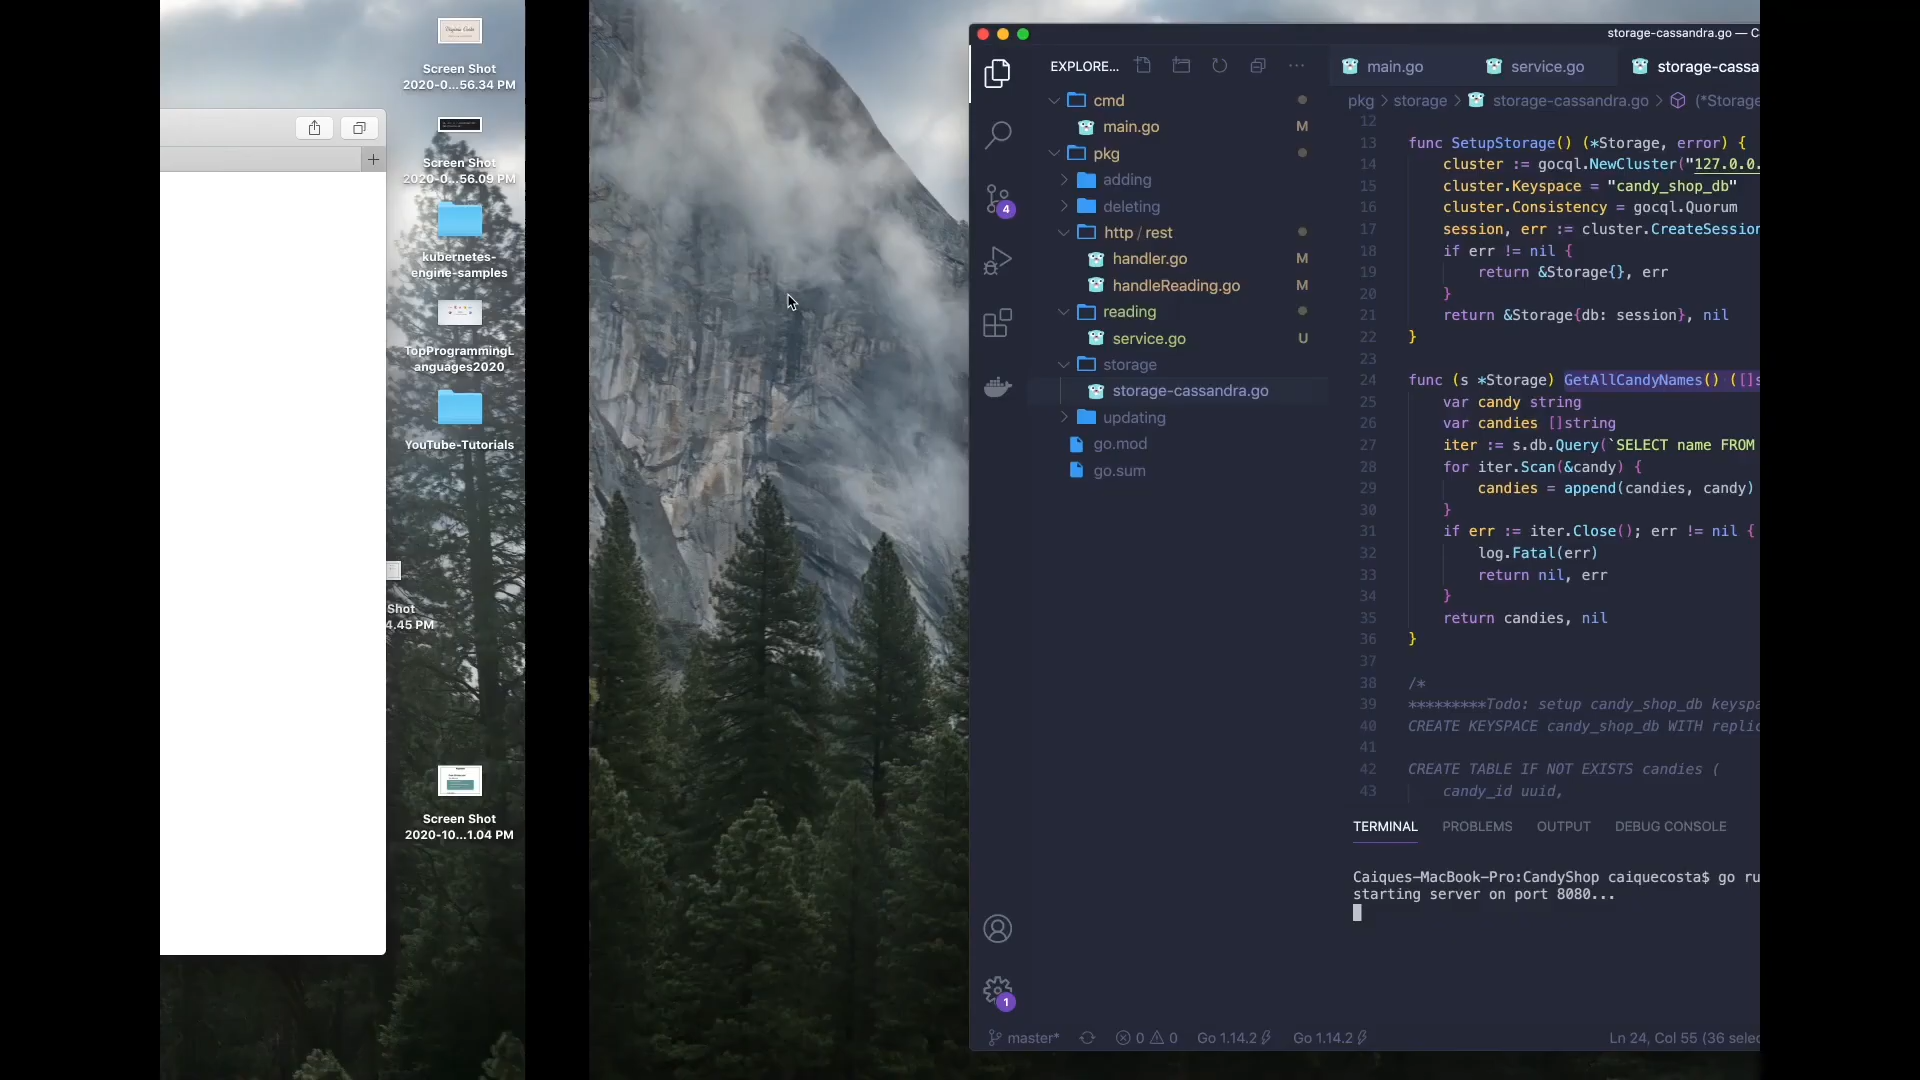 Screen Shot
2020-0...56.34 PM
Screen Shot
2020-0...56.09 PM
kubernetes-
engine-samples
TopProgrammingL
anguages2020
YouTube-Tutorials
Shot
4.45 PM
Screen Shot
2020-10...1.04 PM
storage-cassandra.go — C
EXPLORE...
cmd
main.go M
pkg
adding
deleting
http / rest
handler.go M
handleReading.go M
reading
service.go U
storage
storage-cassandra.go
updating
go.mod
go.sum
4
1
main.go service.go storage-cassa
pkg > storage > storage-cassandra.go > (*Storage
12
13 func SetupStorage() (*Storage, error) {
14 cluster := gocql.NewCluster("127.0.0.
15 cluster.Keyspace = "candy_shop_db"
16 cluster.Consistency = gocql.Quorum
17 session, err := cluster.CreateSession
18 if err != nil {
19 return &Storage{}, err
20 }
21 return &Storage{db: session}, nil
22 }
23
24 func (s *Storage) GetAllCandyNames() ([]s
25 var candy string
26 var candies []string
27 iter := s.db.Query(`SELECT name FROM
28 for iter.Scan(&candy) {
29 candies = append(candies, candy)
30 }
31 if err := iter.Close(); err != nil {
32 log.Fatal(err)
33 return nil, err
34 }
35 return candies, nil
36 }
37
38 /*
39 *********Todo: setup candy_shop_db keyspa
40 CREATE KEYSPACE candy_shop_db WITH replic
41
42 CREATE TABLE IF NOT EXISTS candies (
43 candy_id uuid,
TERMINAL PROBLEMS OUTPUT DEBUG CONSOLE
Caiques-MacBook-Pro:CandyShop caiquecosta$ go ru
starting server on port 8080...
master* 0 0 Go 1.14.2 Go 1.14.2 Ln 24, Col 55 (36 selec